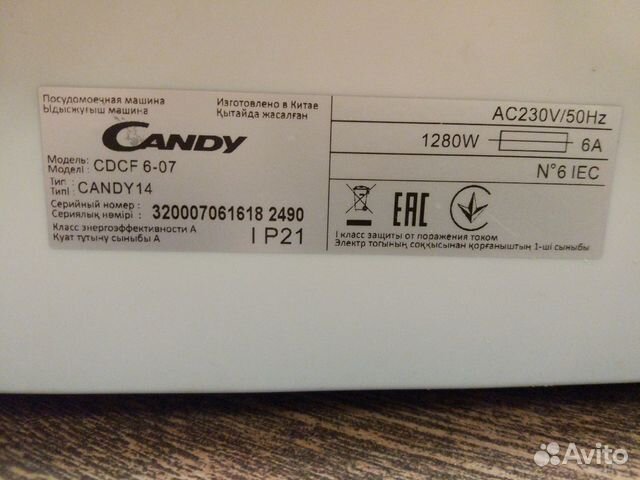 Посудомоечная машина
Ыдысжуғыш машина
Изготовлено в Китае
Қытайда жасалған
CANDY
Модель:
Моделі : CDCF 6-07
Тип :
Типі : CANDY14
Серийный номер :
Сериялық нөмірі : 320007061618 2490
Класс энергоэффективности А
Қуат тұтыну сыныбы А
I P21
AC230V/50Hz
1280W 6A
N°6 IEC
EAC
I класс защиты от поражения током
Электр тогының соққысынан қорғаныштың 1-ші сыныбы
Avito